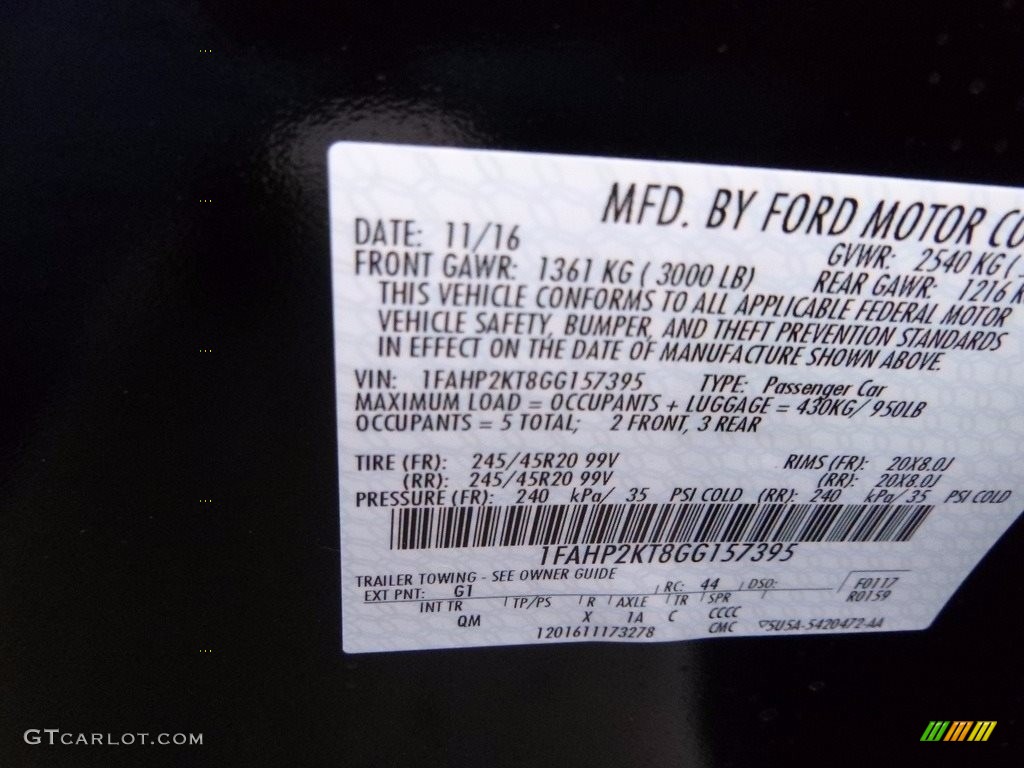 MFD. BY FORD MOTOR CO
DATE: 11/16 GVWR: 2540 KG (
FRONT GAWR: 1361 KG ( 3000 LB) REAR GAWR: 1216 K
THIS VEHICLE CONFORMS TO ALL APPLICABLE FEDERAL MOTOR
VEHICLE SAFETY, BUMPER, AND THEFT PREVENTION STANDARDS
IN EFFECT ON THE DATE OF MANUFACTURE SHOWN ABOVE.
VIN: 1FAHP2KT8GG157395 TYPE: Passenger Car
MAXIMUM LOAD = OCCUPANTS + LUGGAGE = 430KG/ 950LB
OCCUPANTS = 5 TOTAL; 2 FRONT, 3 REAR
TIRE (FR): 245/45R20 99V RIMS (FR): 20X8.0J
(RR): 245/45R20 99V (RR): 20X8.0J
PRESSURE (FR): 240 kPa/ 35 PSI COLD (RR): 240 kPa/ 35 PSI COLD
1FAHP2KT8GG157395
TRAILER TOWING - SEE OWNER GUIDE
EXT PNT: G1 RC: 44 DSO: F0117
R0159
INT TR TP/PS R AXLE TR SPR
QM X 1A C CCCC
1201611173278 CMC 5U5A-5420472-AA
GTCARLOT.COM